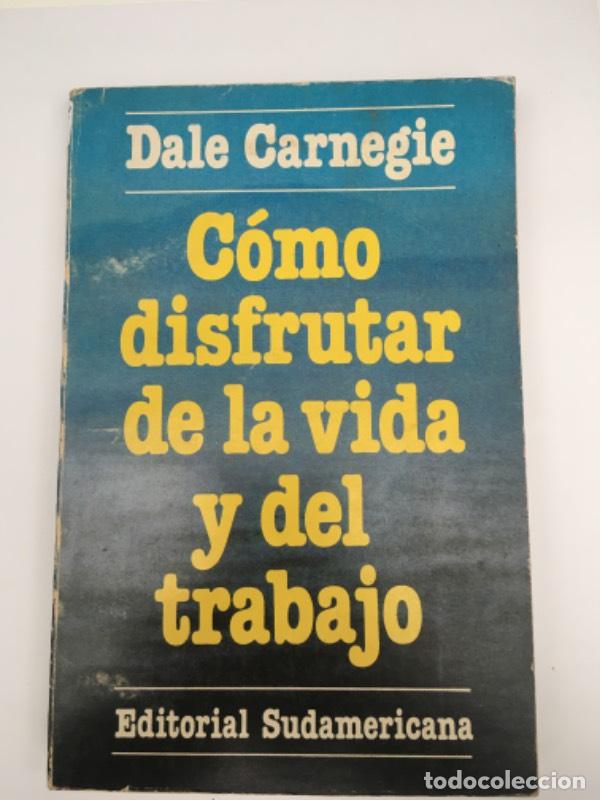 Dale Carnegie
Cómo
disfrutar
de la vida
y del
trabajo
Editorial Sudamericana
todocoleccion